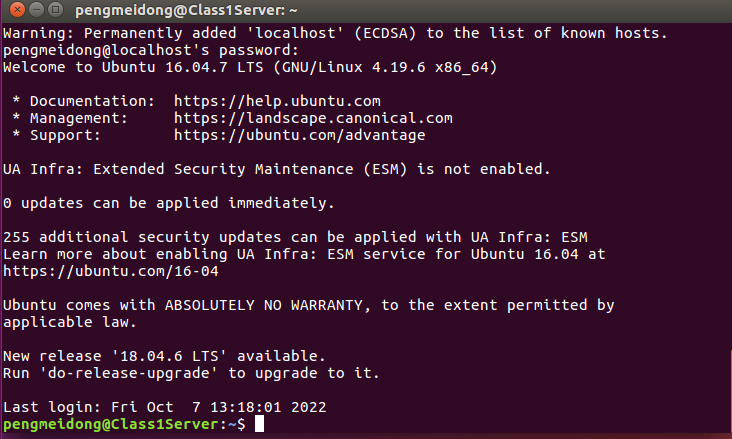 pengmeidong@Class1Server: ~
Warning: Permanently added 'localhost' (ECDSA) to the list of known hosts.
pengmeidong@localhost's password:
Welcome to Ubuntu 16.04.7 LTS (GNU/Linux 4.19.6 x86_64)
* Documentation:  https://help.ubuntu.com
* Management:     https://landscape.canonical.com
* Support:        https://ubuntu.com/advantage
UA Infra: Extended Security Maintenance (ESM) is not enabled.
0 updates can be applied immediately.
255 additional security updates can be applied with UA Infra: ESM
Learn more about enabling UA Infra: ESM service for Ubuntu 16.04 at
https://ubuntu.com/16-04
Ubuntu comes with ABSOLUTELY NO WARRANTY, to the extent permitted by
applicable law.
New release '18.04.6 LTS' available.
Run 'do-release-upgrade' to upgrade to it.
Last login: Fri Oct  7 13:18:01 2022
pengmeidong@Class1Server:~$